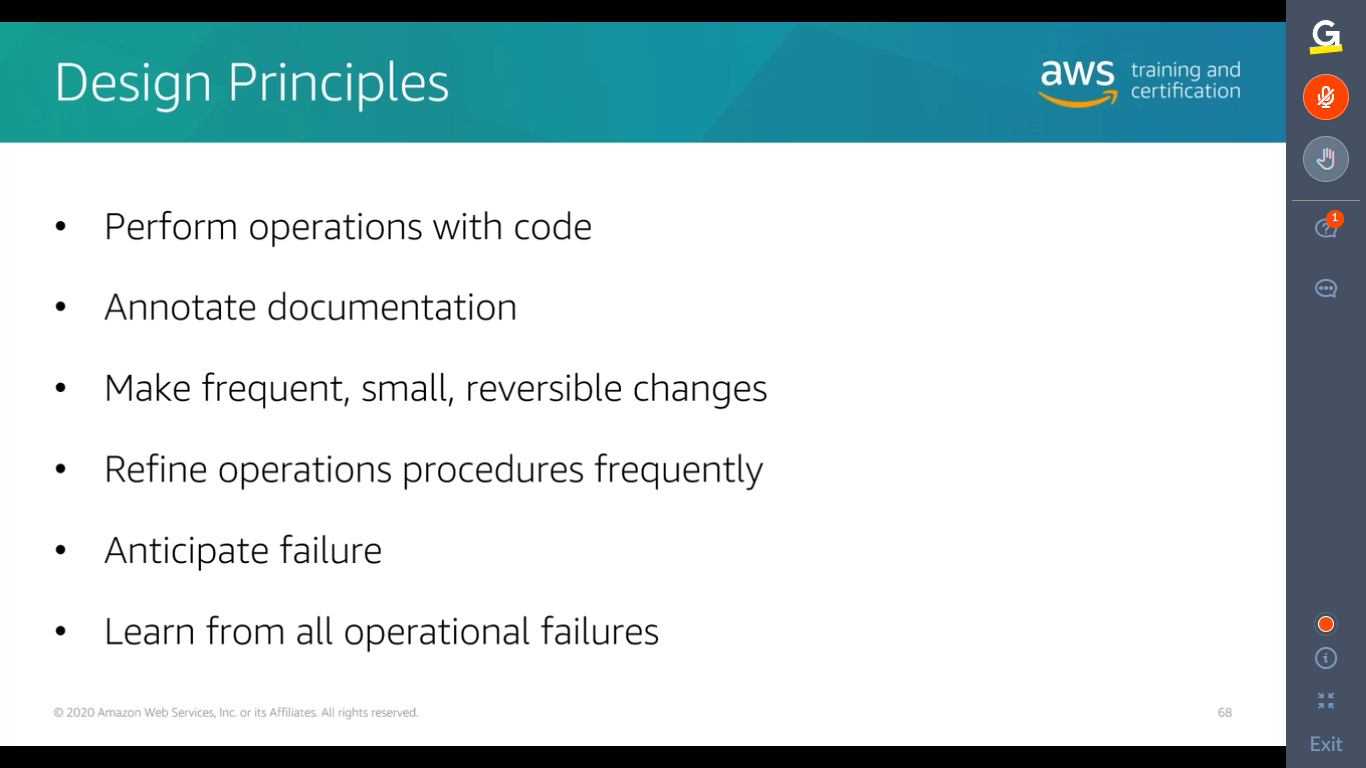 Design Principles
aws training and
certification
• Perform operations with code
• Annotate documentation
• Make frequent, small, reversible changes
• Refine operations procedures frequently
• Anticipate failure
• Learn from all operational failures
© 2020 Amazon Web Services, Inc. or its Affiliates. All rights reserved.
68
G
?
1
i
Exit